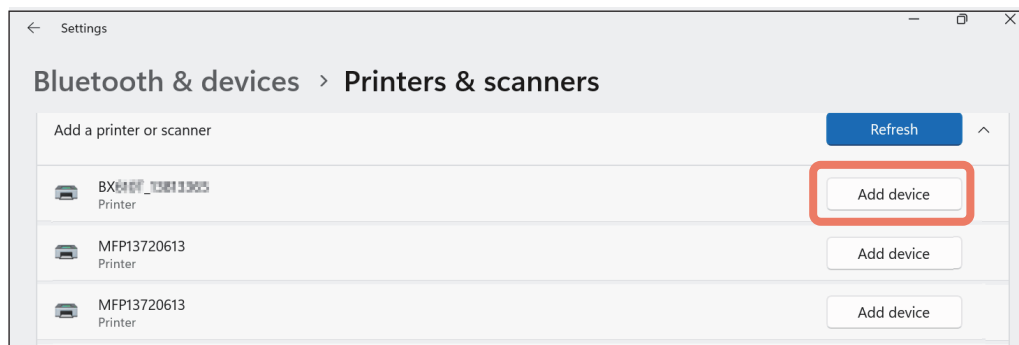 Settings
Bluetooth & devices > Printers & scanners
Add a printer or scanner
Refresh
Printer
Add device
MFP13720613
Printer
Add device
MFP13720613
Printer
Add device